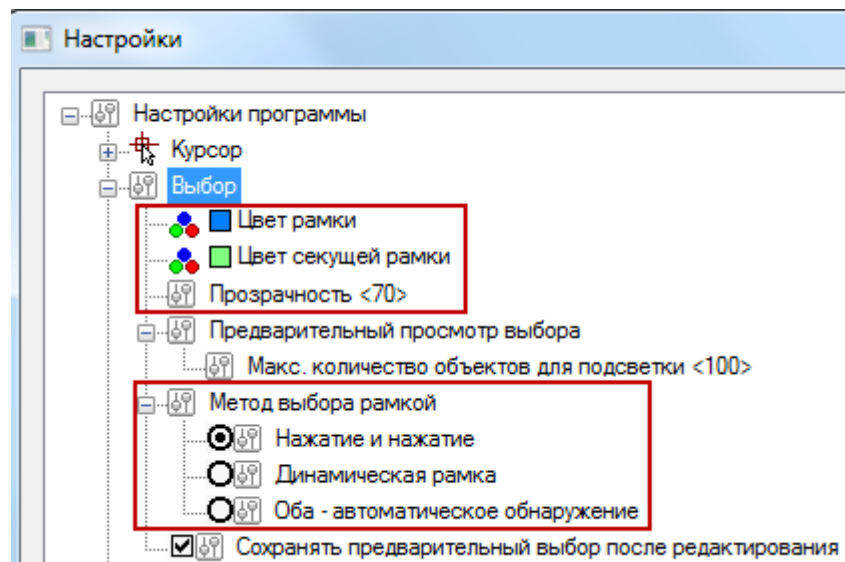 Настройки
Настройки программы
Курсор
Выбор
Цвет рамки
Цвет секущей рамки
Прозрачность <70>
Предварительный просмотр выбора
Макс. количество объектов для подсветки <100>
Метод выбора рамкой
Нажатие и нажатие
Динамическая рамка
Оба - автоматическое обнаружение
Сохранять предварительный выбор после редактирования